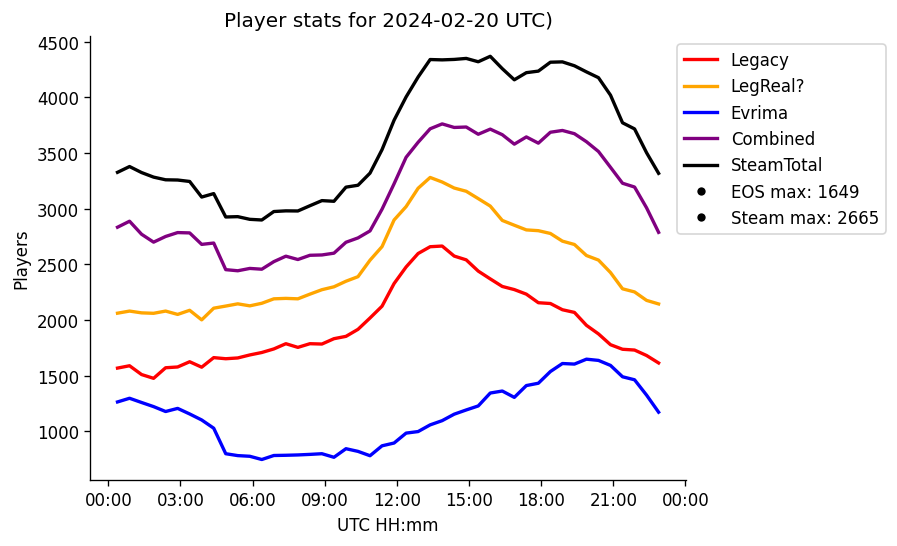 Player stats for 2024-02-20 UTC)
Players
4500
4000
3500
3000
2500
2000
1500
1000
00:00 03:00 06:00 09:00 12:00 15:00 18:00 21:00 00:00
UTC HH:mm
Legacy
LegReal?
Evrima
Combined
SteamTotal
EOS max: 1649
Steam max: 2665